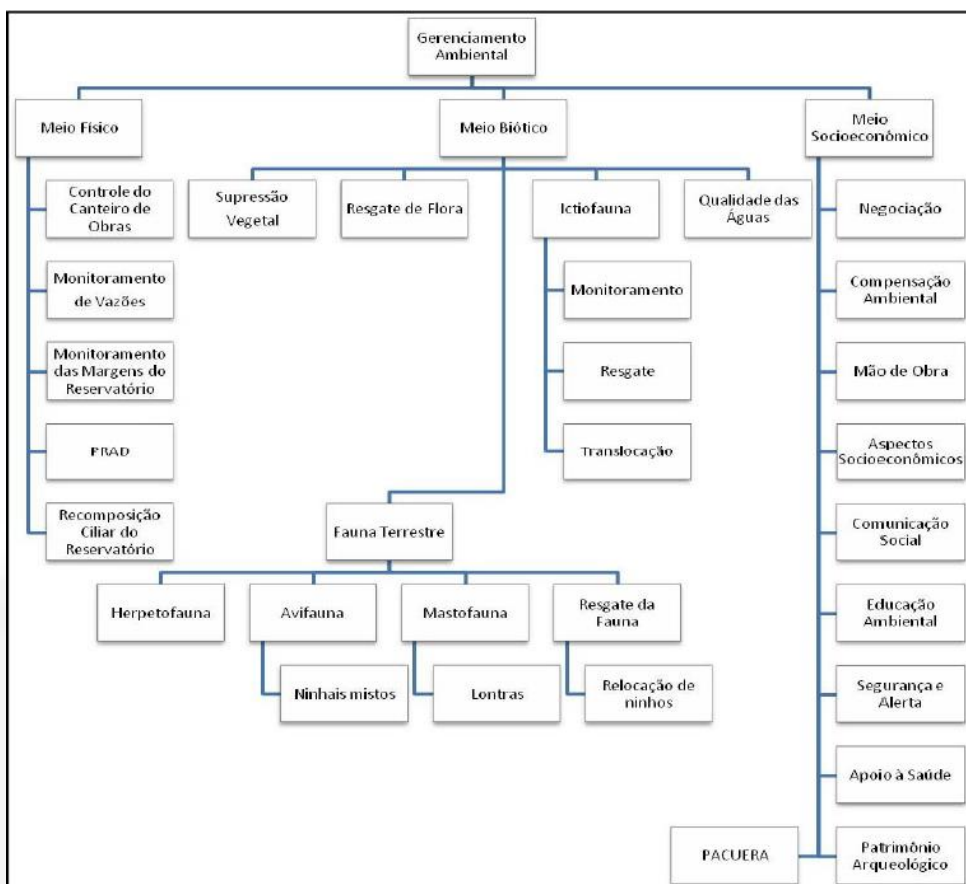 Gerenciamento
Ambiental
Meio Físico
Meio Biótico
Meio
Socioeconómico
Controle do
Canteiro de
Obras
Monitoramento
de Vazões
Monitoramento
das Margens do
Reservatório
PRAD
Recomposição
Ciliar do
Reservatório
Supressão
Vegetal
Resgate de Flora
Ictiofauna
Qualidade das
Águas
Monitoramento
Resgate
Translocação
Fauna Terrestre
Herpetofauna
Avifauna
Mastofauna
Resgate da
Fauna
Ninhais mistos
Lontras
Relocação de
ninhos
Negociação
Compensação
Ambiental
Mão de Obra
Aspectos
Socioeconômicos
Comunicação
Social
Educação
Ambiental
Segurança e
Alerta
Apoio à Saúde
PACUERA
Patrimônio
Arqueológico